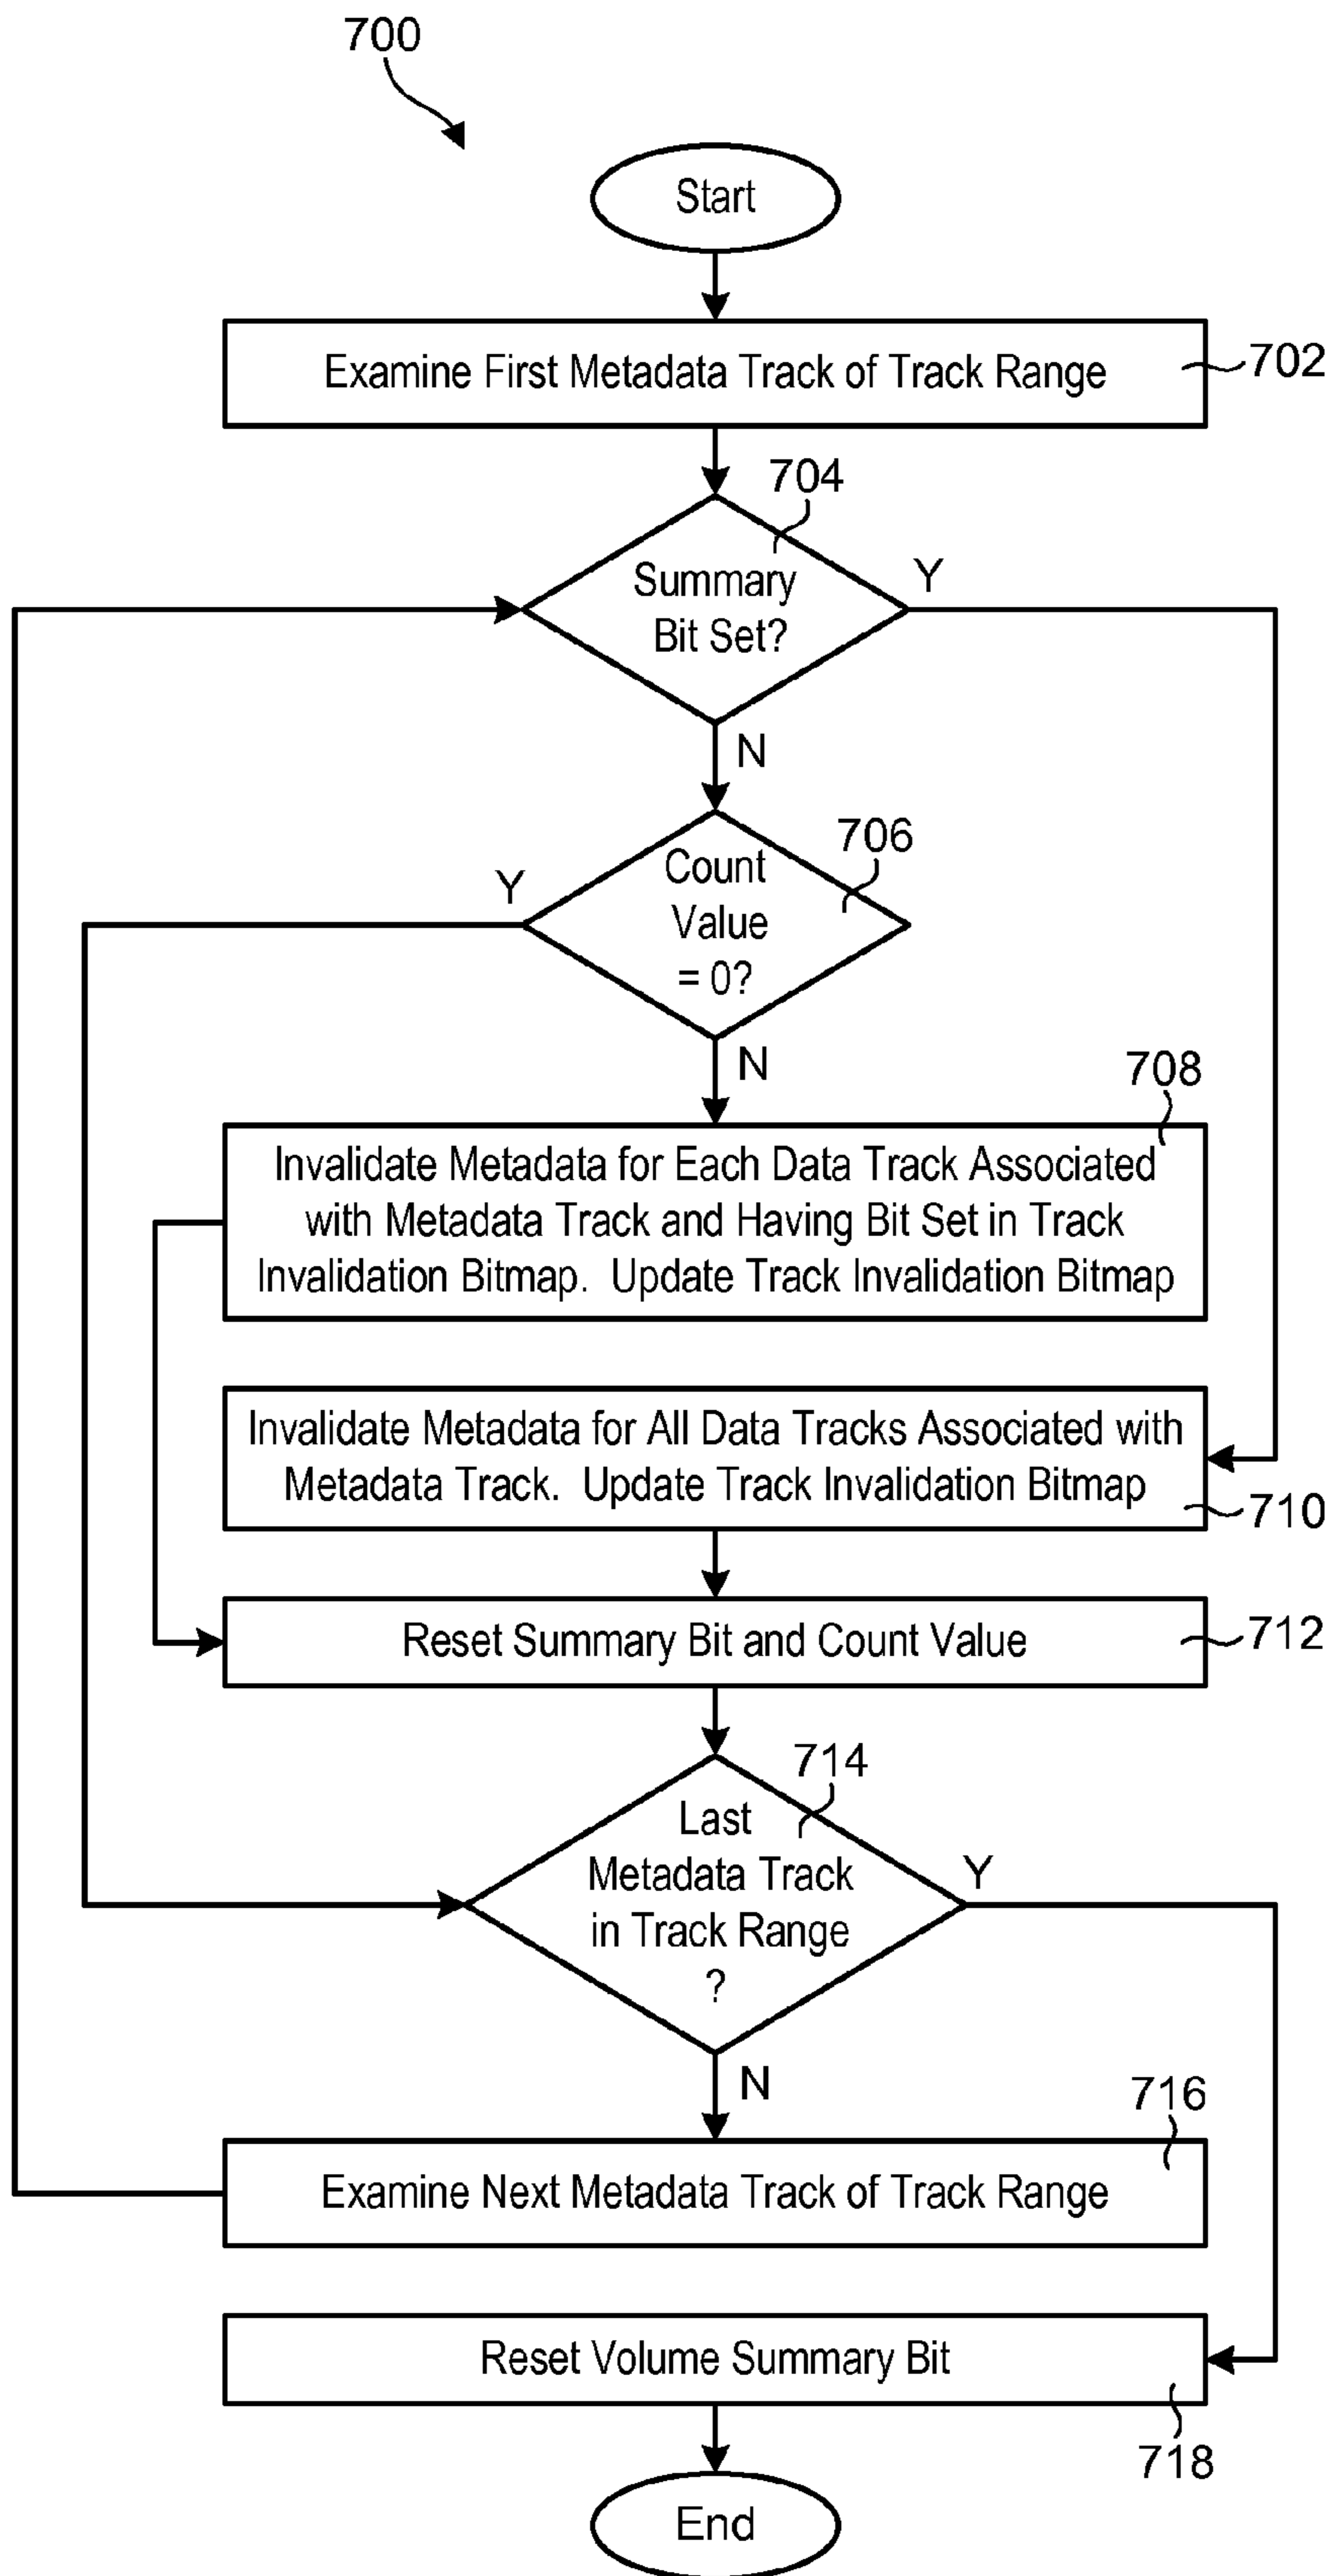 700
Start
Examine First Metadata Track of Track Range
702
704
Summary
Bit Set?
Y
N
706
Count
Value
= 0?
Y
N
708
Invalidate Metadata for Each Data Track Associated
with Metadata Track and Having Bit Set in Track
Invalidation Bitmap. Update Track Invalidation Bitmap
Invalidate Metadata for All Data Tracks Associated with
Metadata Track. Update Track Invalidation Bitmap
710
Reset Summary Bit and Count Value
712
714
Last
Metadata Track
in Track Range
?
Y
N
716
Examine Next Metadata Track of Track Range
Reset Volume Summary Bit
718
End